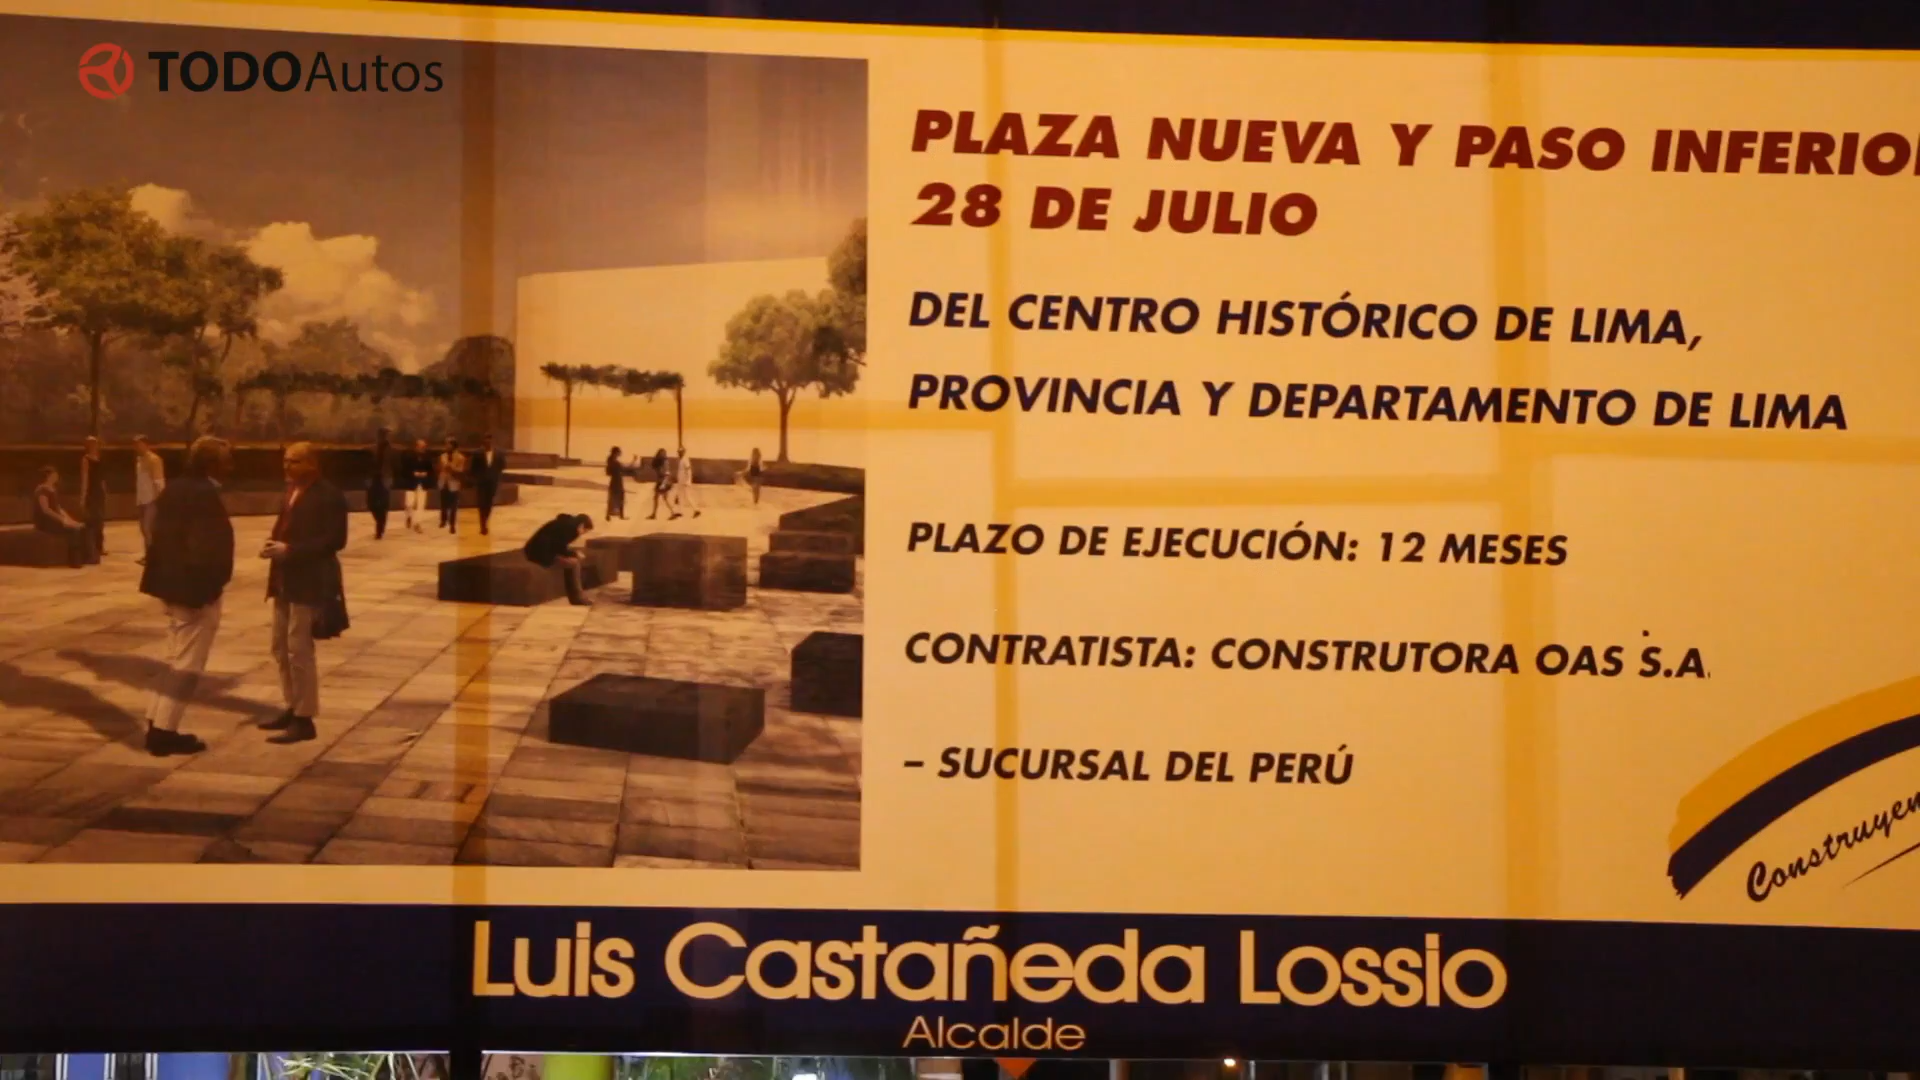 TODOAutos
PLAZA NUEVA Y PASO INFERIOR
28 DE JULIO
DEL CENTRO HISTÓRICO DE LIMA,
PROVINCIA Y DEPARTAMENTO DE LIMA
PLAZO DE EJECUCIÓN: 12 MESES
CONTRATISTA: CONSTRUTORA OAS S.A.
– SUCURSAL DEL PERÚ
Luis Castañeda Lossio
Alcalde